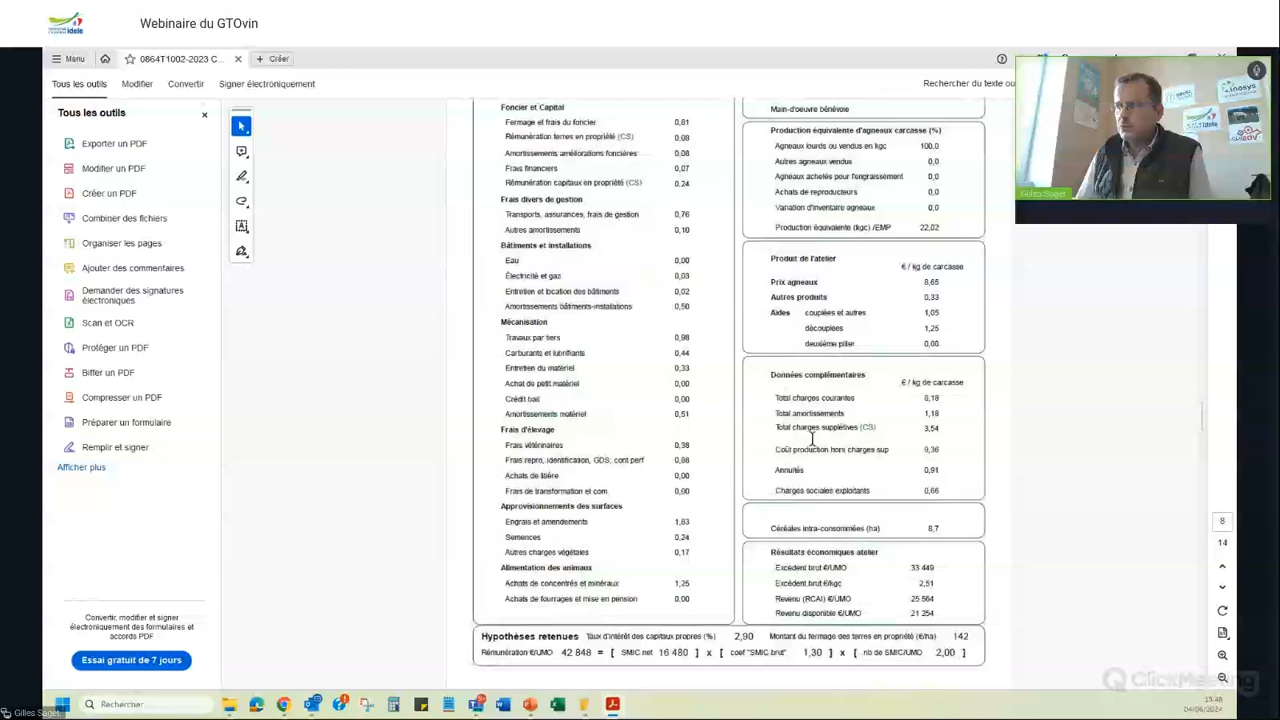 idele
Webinaire du GTOvin
Menu
0864T1002-2023 C...
Créer
Tous les outils
Modifier
Convertir
Signer électroniquement
Rechercher du texte ou
Tous les outils
Exporter un PDF
Modifier un PDF
Créer un PDF
Combiner des fichiers
Organiser les pages
Ajouter des commentaires
Demander des signatures
électroniques
Scan et OCR
Protéger un PDF
Biffer un PDF
Compresser un PDF
Préparer un formulaire
Remplir et signer
Afficher plus
Convertir, modifier et signer
électroniquement des formulaires et
accords PDF
Essai gratuit de 7 jours
Foncier et Capital
Fermage et frais du foncier 0,81
Rémunération terres en propriété (CS) 0,08
Amortissements améliorations foncières 0,08
Frais financiers 0,07
Rémunération capitaux en propriété (CS) 0,24
Frais divers de gestion
Transports, assurances, frais de gestion 0,76
Autres amortissements 0,10
Bâtiments et installations
Eau 0,00
Électricité et gaz 0,03
Entretien et location des bâtiments 0,02
Amortissements bâtiments-installations 0,50
Mécanisation
Travaux par tiers 0,98
Carburants et lubrifiants 0,44
Entretien du matériel 0,33
Achat de petit matériel 0,00
Crédit bail 0,00
Amortissements matériel 0,51
Frais d'élevage
Frais vétérinaires 0,38
Frais repro, identification, GDS, cont perf 0,88
Achats de litière 0,00
Frais de transformation et com 0,00
Approvisionnements des surfaces
Engrais et amendements 1,83
Semences 0,24
Autres charges végétales 0,17
Alimentation des animaux
Achats de concentrés et minéraux 1,25
Achats de fourrages et mise en pension 0,00
Main-d'oeuvre bénévole
Production équivalente d'agneaux carcasse (%)
Agneaux lourds ou vendus en kg 100,0
Autres agneaux vendus 0,0
Agneaux achetés pour l'engraissement 0,0
Achats de reproducteurs 0,0
Variation d'inventaire agneaux 0,0
Production équivalente (kgc) /EMP 22,02
Produit de l'atelier
€ / kg de carcasse
Prix agneaux 8,65
Autres produits 0,33
Aides couplées et autres 1,05
découplées 1,25
deuxième pilier 0,00
Données complémentaires
€ / kg de carcasse
Total charges courantes 8,18
Total amortissements 1,18
Total charges supplétives (CS) 3,54
Coût production hors charges sup 9,36
Annuités 0,91
Charges sociales exploitants 0,66
Céréales intra-consommées (ha) 8,7
Résultats économiques atelier
Excédent brut €/UMO 33 449
Excédent brut €/kgc 2,51
Revenu (RCAI) €/UMO 25 564
Revenu disponible €/UMO 21 254
Hypothèses retenues Taux d'intérêt des capitaux propres (%) 2,90 Montant du fermage des terres en propriété (€/ha) 142
Rémunération €/UMO 42 848 = [ SMIC net 16 480 ] x [ coef "SMIC brut" 1,30 ] x [ nb de SMIC/UMO 2,00 ]
inosys
idele
Gilles Saget
8
14
ClickMeeting
Rechercher
13:48
04/06/2024
Gilles Saget